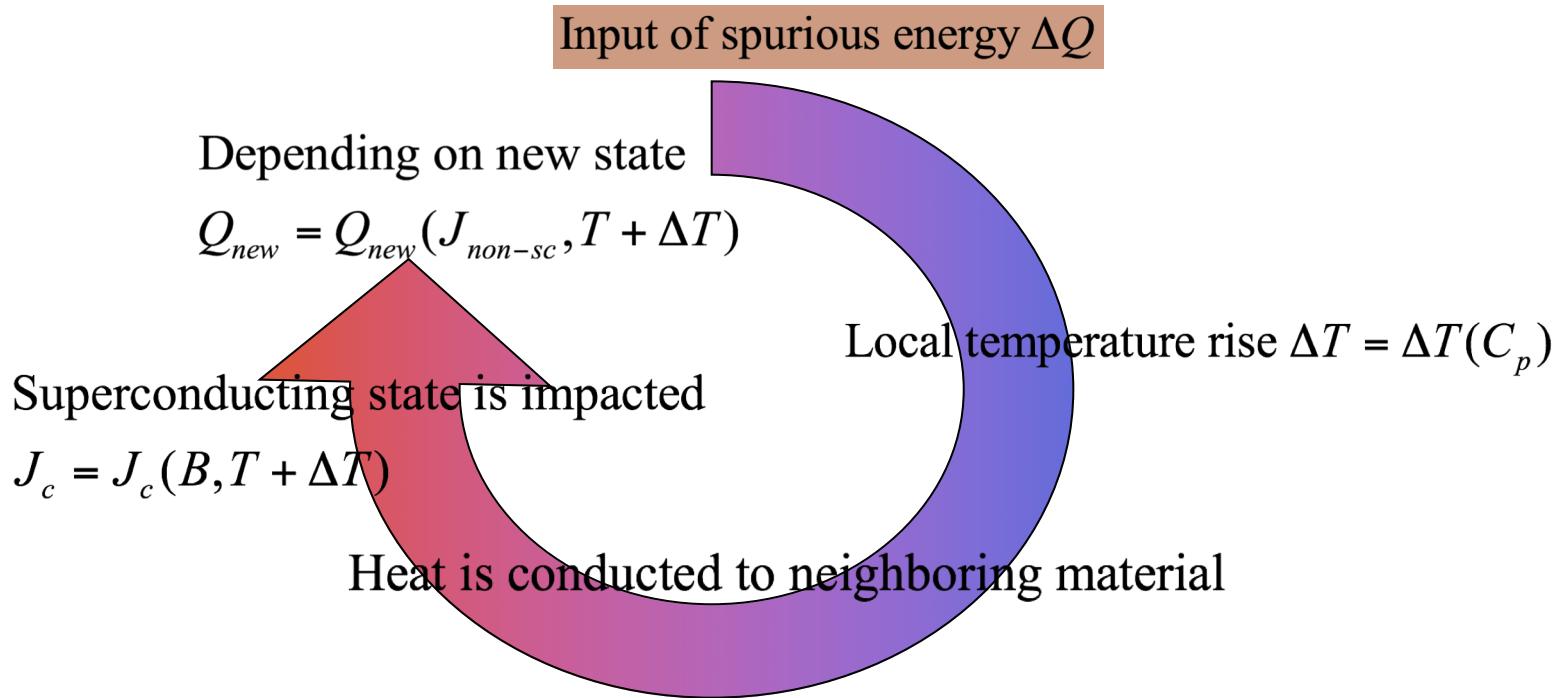 Input of spurious energy ΔQ
Local temperature rise ΔT = ΔT(C_p)
Heat is conducted to neighboring material
Superconducting state is impacted
J_c = J_c(B,T + ΔT)
Depending on new state
Q_new = Q_new(J_non−sc,T + ΔT)